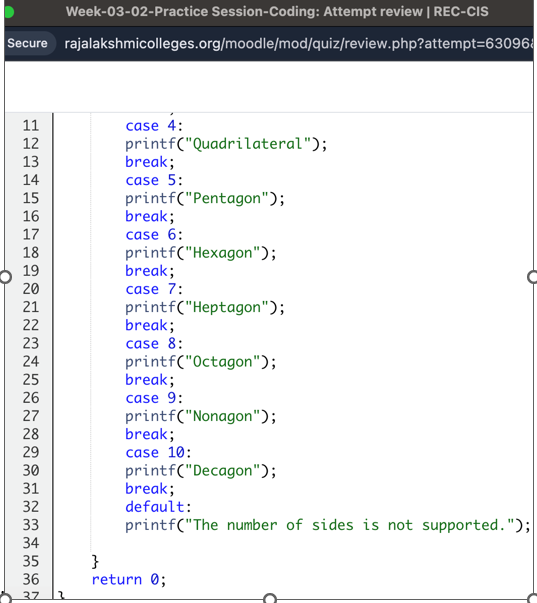 Week-03-02-Practice Session-Coding: Attempt review | REC-CIS
Secure rajalakshmicolleges.org/moodle/mod/quiz/review.php?attempt=63096
11 case 4:
12 printf("Quadrilateral");
13 break;
14 case 5:
15 printf("Pentagon");
16 break;
17 case 6:
18 printf("Hexagon");
19 break;
20 case 7:
21 printf("Heptagon");
22 break;
23 case 8:
24 printf("Octagon");
25 break;
26 case 9:
27 printf("Nonagon");
28 break;
29 case 10:
30 printf("Decagon");
31 break;
32 default:
33 printf("The number of sides is not supported.");
34
35 }
36 return 0;
37 }